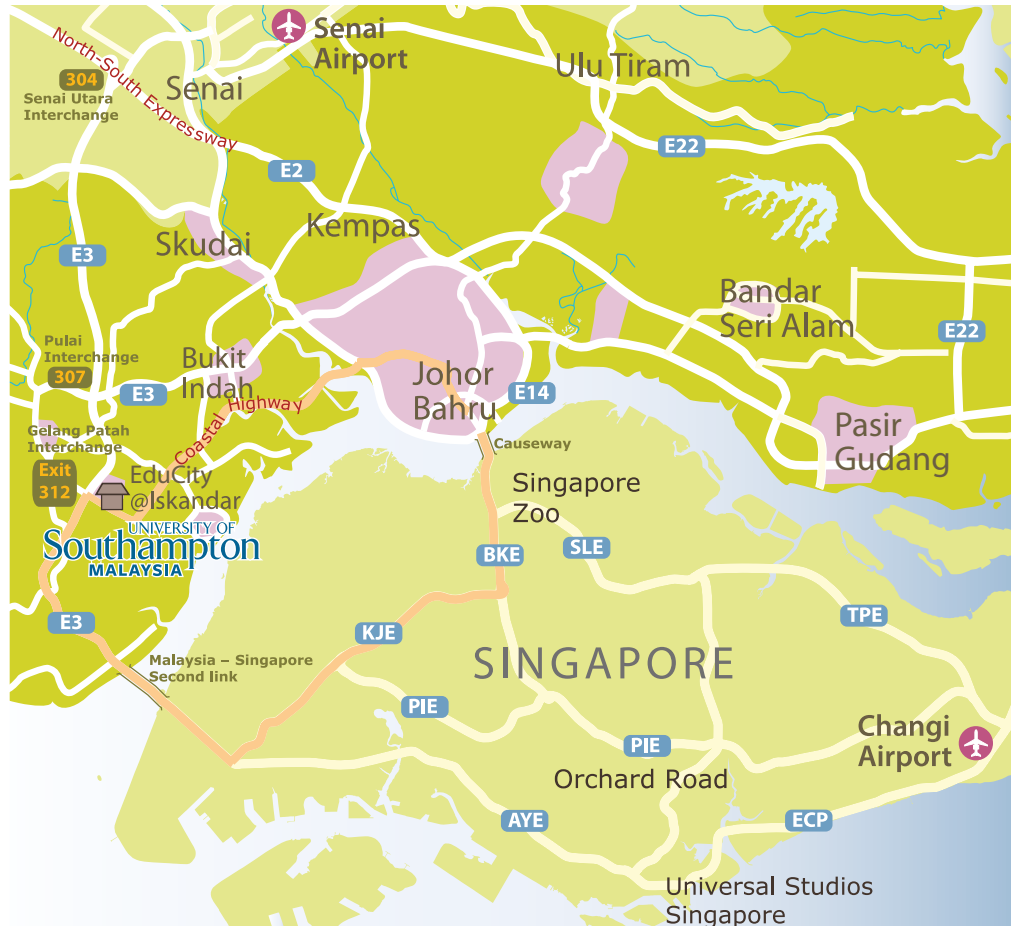 Senai
Airport
North-South Expressway
304
Senai Utara
Interchange
Senai
Ulu Tiram
E22
E2
Kempas
Skudai
E3
Bandar
Seri Alam
E22
Pulai
Interchange
307
Bukit
Indah
E3
Johor
Bahru
E14
Coastal Highway
Gelang Patah
Interchange
Exit
312
Pasir
Gudang
Causeway
EduCity
@Iskandar
Singapore
Zoo
UNIVERSITY OF
Southampton
MALAYSIA
BKE
SLE
E3
KJE
TPE
Malaysia – Singapore
Second link
SINGAPORE
PIE
PIE
Changi
Airport
Orchard Road
AYE
ECP
Universal Studios
Singapore